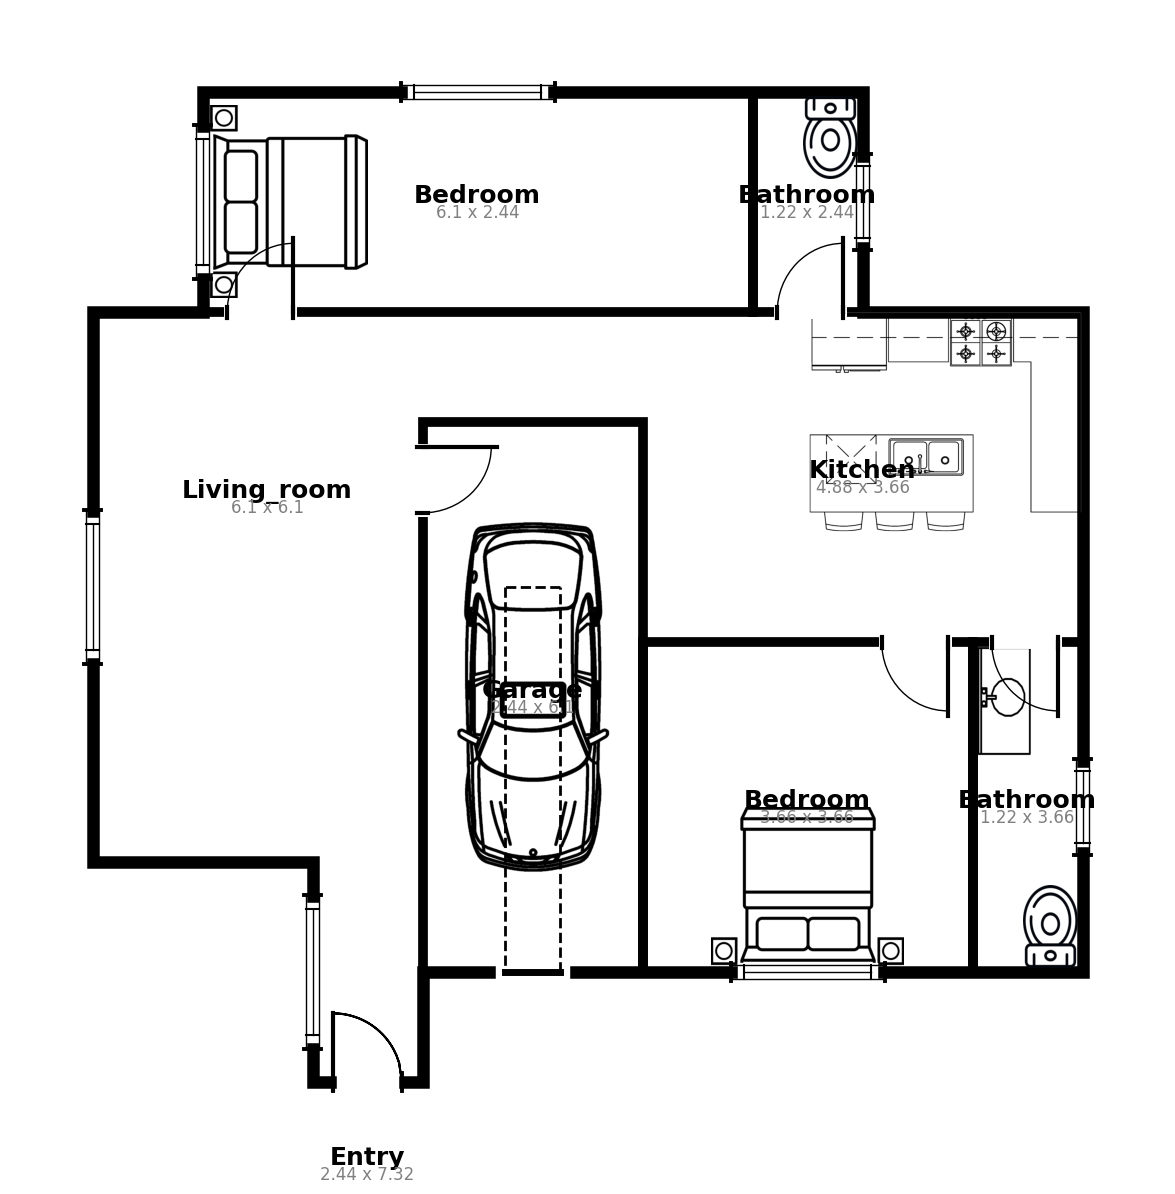 Bedroom
6.1 x 2.44
Bathroom
1.22 x 2.44
Living_room
6.1 x 6.1
Kitchen
4.88 x 3.66
Garage
2.44 x 6.1
Bedroom
3.66 x 3.66
Bathroom
1.22 x 3.66
Entry
2.44 x 7.32